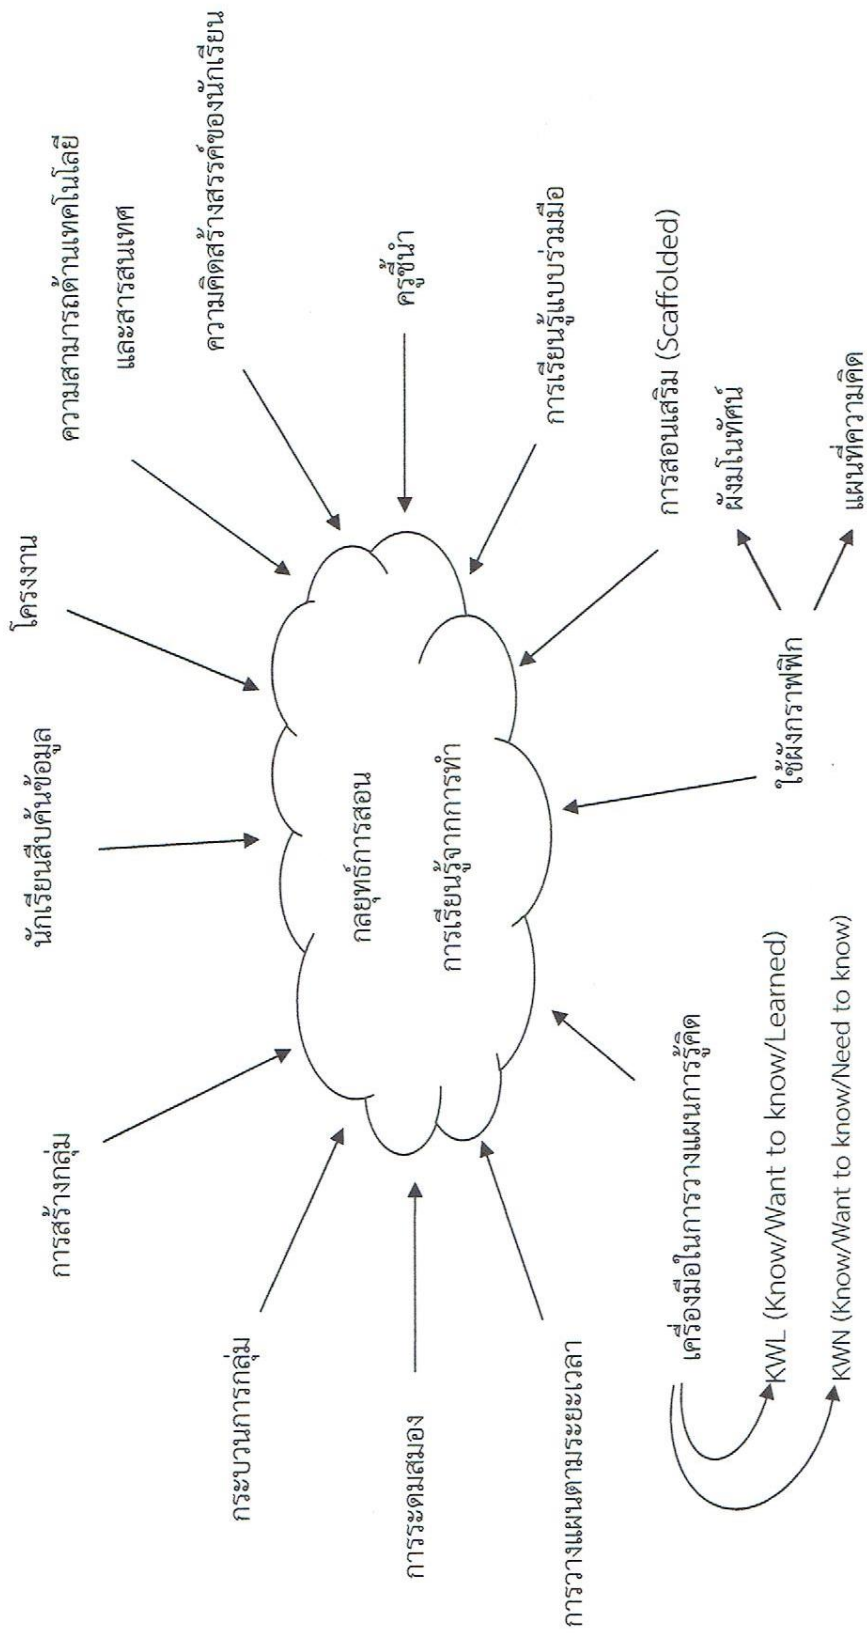 โครงงาน
นักเรียนสืบค้นข้อมูล
การสร้างกลุ่ม
กระบวนการกลุ่ม
การระดมสมอง
การวางแผนตามระยะเวลา
ความสามารถด้านเทคโนโลยี
และสารสนเทศ
ความคิดสร้างสรรค์ของนักเรียน
ครูชี้นำ
การเรียนรู้แบบร่วมมือ
การสอนเสริม (Scaffolded)
กลยุทธ์การสอน
การเรียนรู้จากการทำ
ใช้ผังกราฟฟิก
ผังมโนทัศน์
แผนที่ความคิด
เครื่องมือในการวางแผนการรู้คิด
KWL (Know/Want to know/Learned)
KWN (Know/Want to know/Need to know)